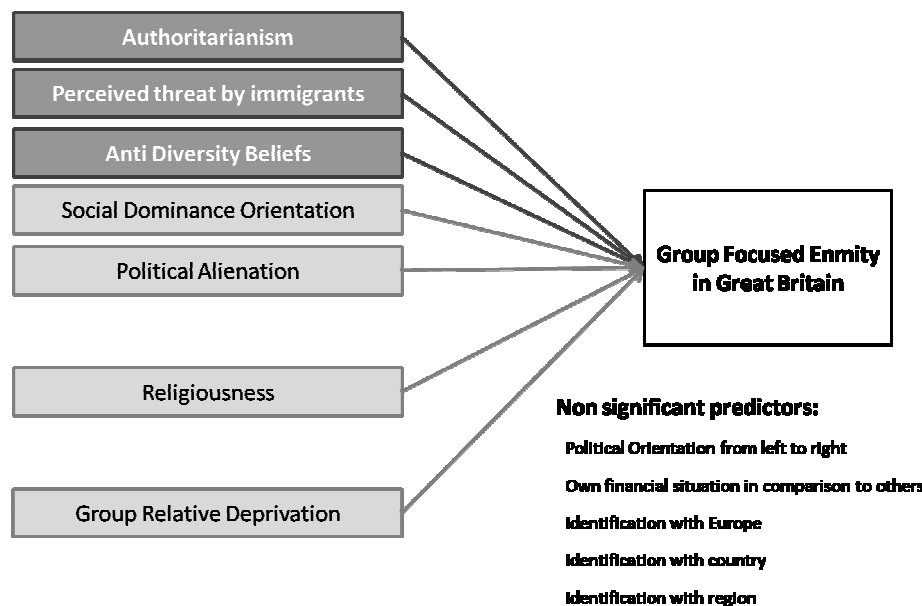 Authoritarianism
Perceived threat by immigrants
Anti Diversity Beliefs
Social Dominance Orientation
Political Alienation
Religiousness
Group Relative Deprivation
Group Focused Enmity
in Great Britain
Non significant predictors:
Political Orientation from left to right
Own financial situation in comparison to others
Identification with Europe
Identification with country
Identification with region